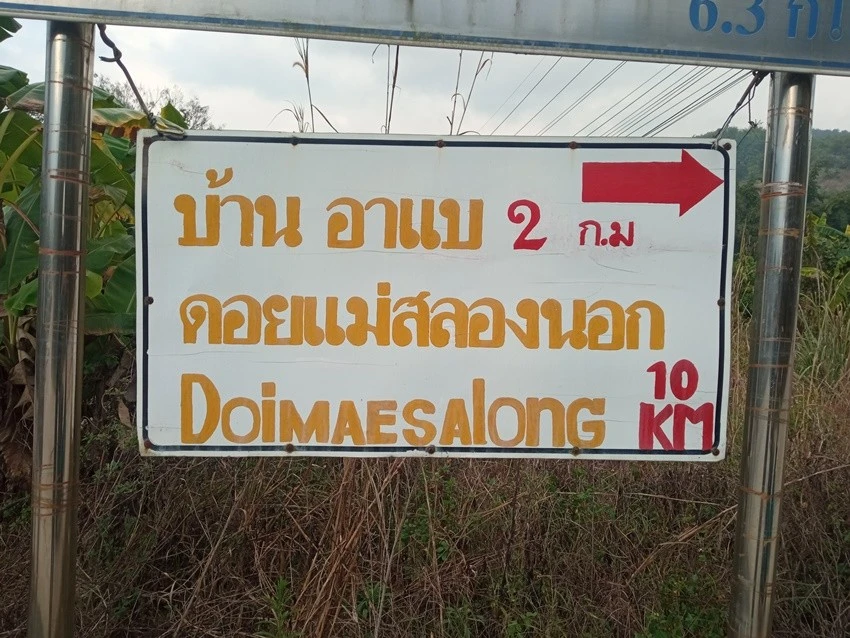 6.3 ก
บ้าน อาแบ 2 ก.ม
ดอยแม่สลองนอก
DoiMAESAlong 10 KM